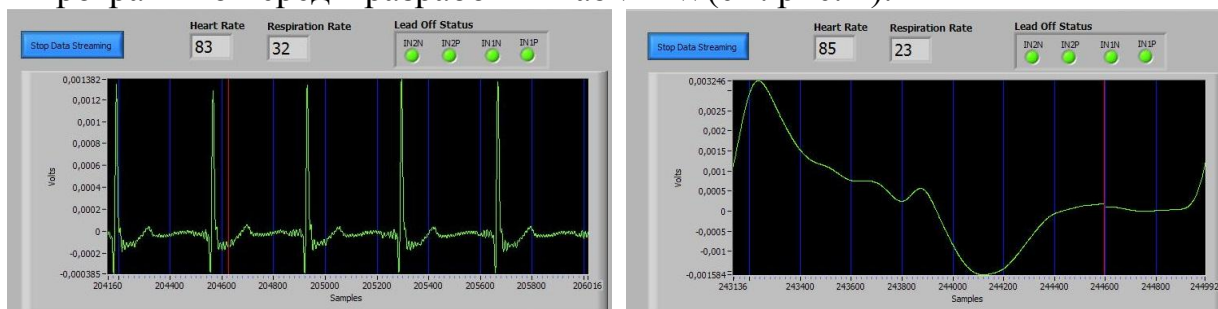 Heart Rate Respiration Rate Lead Off Status
Stop Data Streaming 83 32 IN2N IN2P IN1N IN1P
0,001382
0,0012
0,001
0,0008
0,0006
0,0004
0,0002
0
-0,0002
-0,000385
Volts
204160 204400 204600 204800 205000 205200 205400 205600 205800 206016
Samples
Heart Rate Respiration Rate Lead Off Status
Stop Data Streaming 85 23 IN2N IN2P IN1N IN1P
0,003246
0,0025
0,002
0,0015
0,001
0,0005
0
-0,0005
-0,001
-0,001584
Volts
243136 243400 243600 243800 244000 244200 244400 244600 244800 244992
Samples